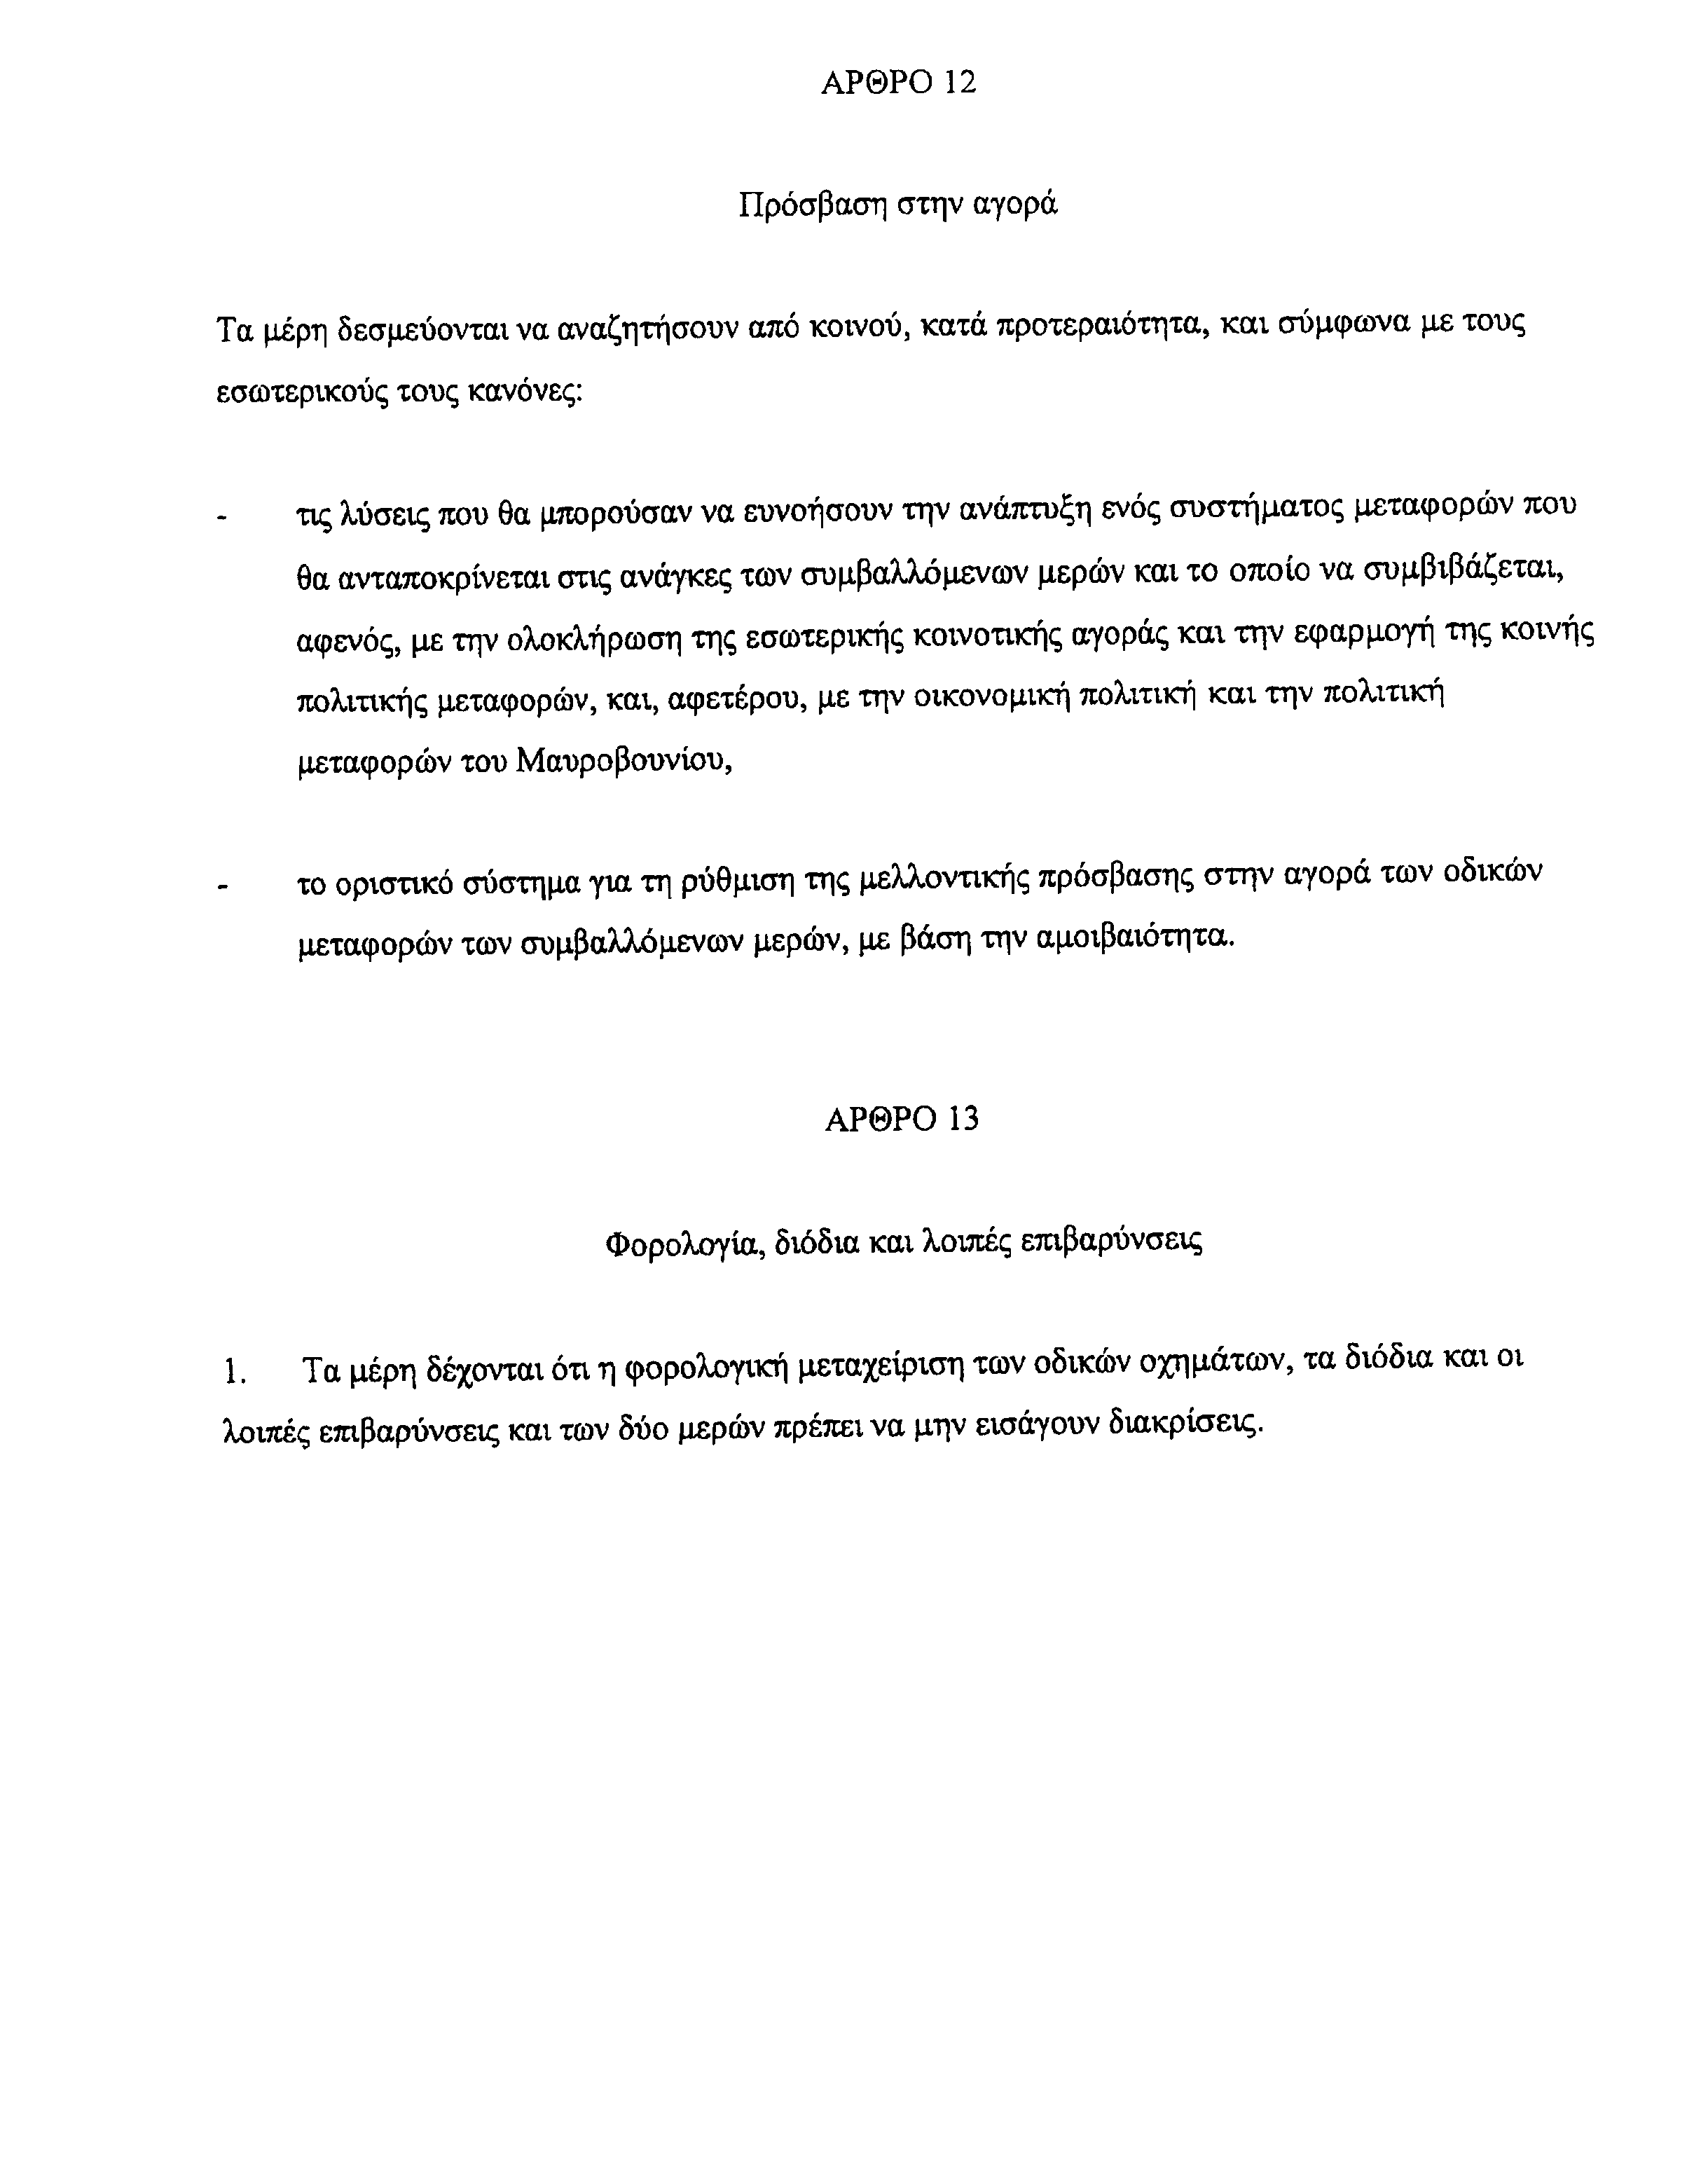 ΑΡΘΡΟ 12
Πρόσβαση στην αγορά
Τα μέρη δεσμεύονται να αναζητήσουν από κοινού, κατά προτεραιότητα, και σύμφωνα με τους
εσωτερικούς τους κανόνες:
- τις λύσεις που θα μπορούσαν να ευνοήσουν την ανάπτυξη ενός συστήματος μεταφορών που
θα ανταποκρίνεται στις ανάγκες των συμβαλλόμενων μερών και το οποίο να συμβιβάζεται,
αφενός, με την ολοκλήρωση της εσωτερικής κοινοτικής αγοράς και την εφαρμογή της κοινής
πολιτικής μεταφορών, και, αφετέρου, με την οικονομική πολιτική και την πολιτική
μεταφορών του Μαυροβουνίου,
- το οριστικό σύστημα για τη ρύθμιση της μελλοντικής πρόσβασης στην αγορά των οδικών
μεταφορών των συμβαλλόμενων μερών, με βάση την αμοιβαιότητα.
ΑΡΘΡΟ 13
Φορολογία, διόδια και λοιπές επιβαρύνσεις
1. Τα μέρη δέχονται ότι η φορολογική μεταχείριση των οδικών οχημάτων, τα διόδια και οι
λοιπές επιβαρύνσεις και των δύο μερών πρέπει να μην εισάγουν διακρίσεις.